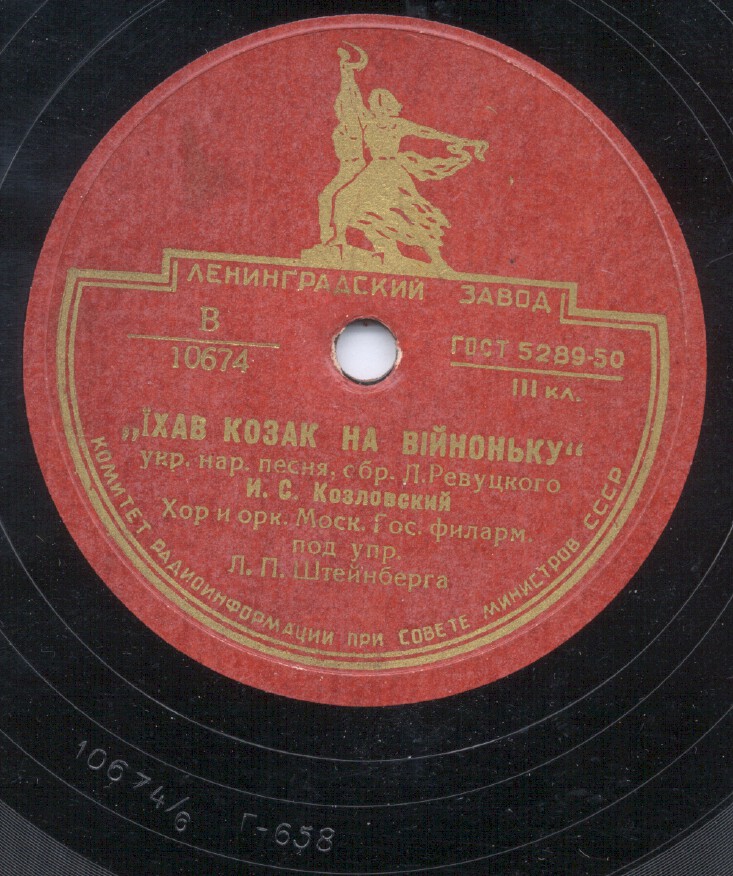 ЛЕНИНГРАДСКИЙ ЗАВОД
В
10674
ГОСТ 5289-50
III кл.
„ЇХАВ КОЗАК НА ВІЙНОНЬКУ“
укр. нар. песня, обр. Л. Ревуцкого
И. С. Козловский
Хор и орк. Моск. Гос. филарм.
под упр.
Л. П. Штейнберга
КОМИТЕТ РАДИОИНФОРМАЦИИ ПРИ СОВЕТЕ МИНИСТРОВ СССР
10674/6 Г-658